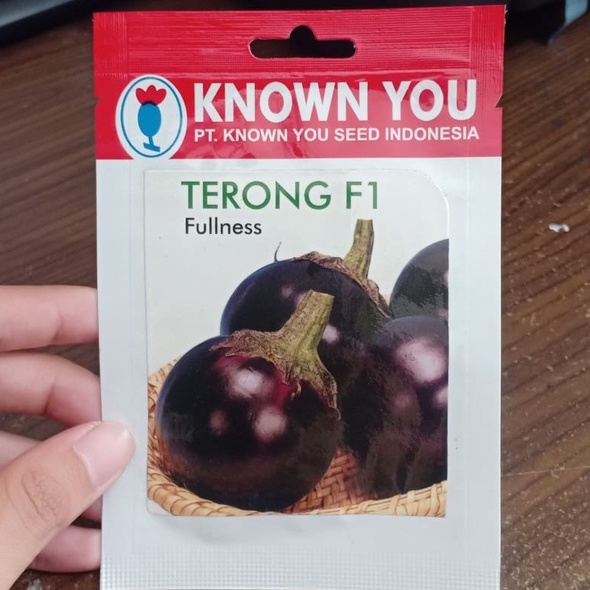 KNOWN YOU
PT. KNOWN YOU SEED INDONESIA
TERONG F1
Fullness